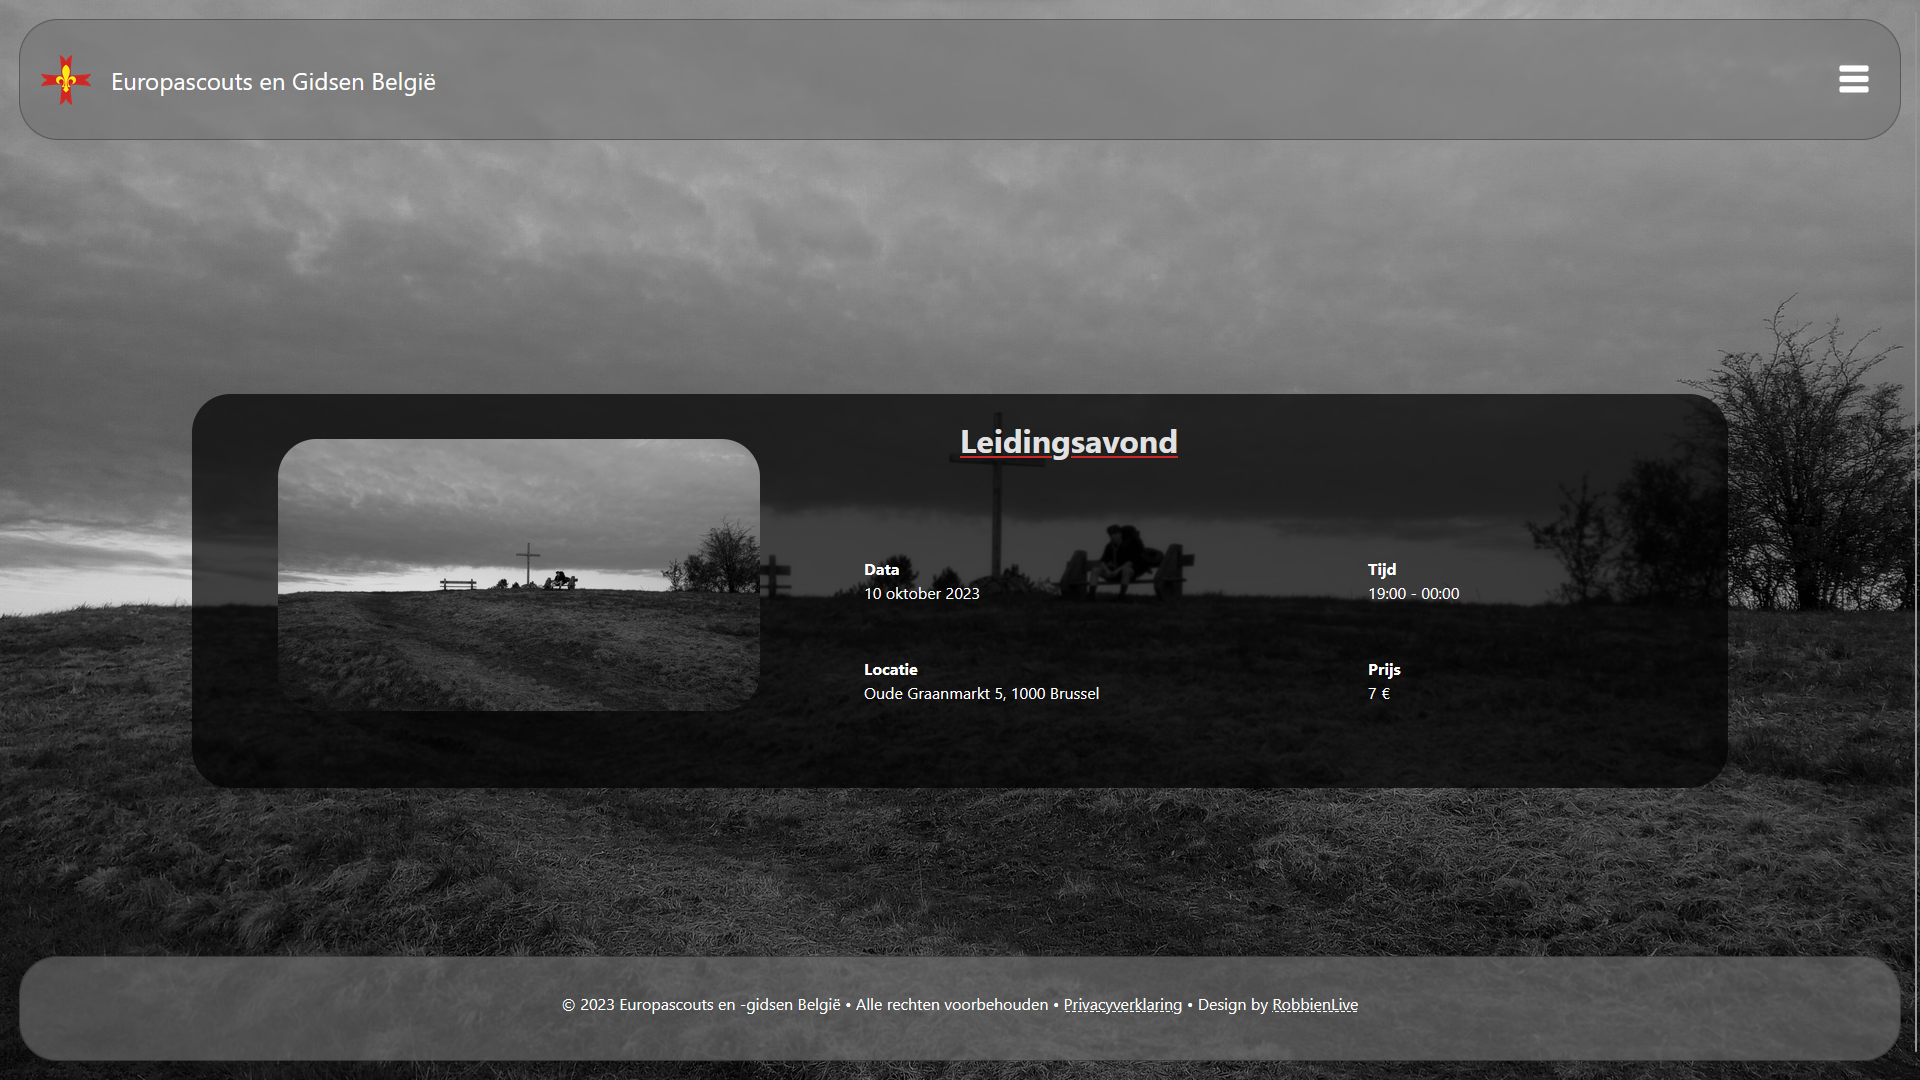 Europascouts en Gidsen België
Leidingsavond
Data
10 oktober 2023
Tijd
19:00 - 00:00
Locatie
Oude Graanmarkt 5, 1000 Brussel
Prijs
7 €
© 2023 Europascouts en -gidsen België • Alle rechten voorbehouden • Privacyverklaring • Design by RobbienLive